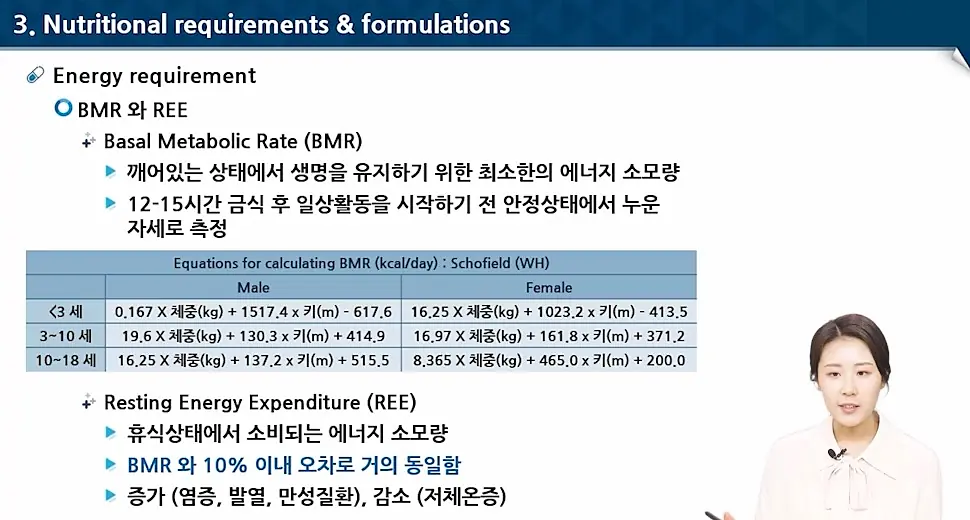 3. Nutritional requirements & formulations
Energy requirement
BMR 와 REE
Basal Metabolic Rate (BMR)
깨어있는 상태에서 생명을 유지하기 위한 최소한의 에너지 소모량
12-15시간 금식 후 일상활동을 시작하기 전 안정상태에서 누운
자세로 측정
Equations for calculating BMR (kcal/day) : Schofield (WH)
Male Female
<3 세 0.167 X 체중(kg) + 1517.4 x 키(m) - 617.6 16.25 X 체중(kg) + 1023.2 x 키(m) - 413.5
3~10 세 19.6 X 체중(kg) + 130.3 x 키(m) + 414.9 16.97 X 체중(kg) + 161.8 x 키(m) + 371.2
10~18 세 16.25 X 체중(kg) + 137.2 x 키(m) + 515.5 8.365 X 체중(kg) + 465.0 x 키(m) + 200.0
Resting Energy Expenditure (REE)
휴식상태에서 소비되는 에너지 소모량
BMR 와 10% 이내 오차로 거의 동일함
증가 (염증, 발열, 만성질환), 감소 (저체온증)